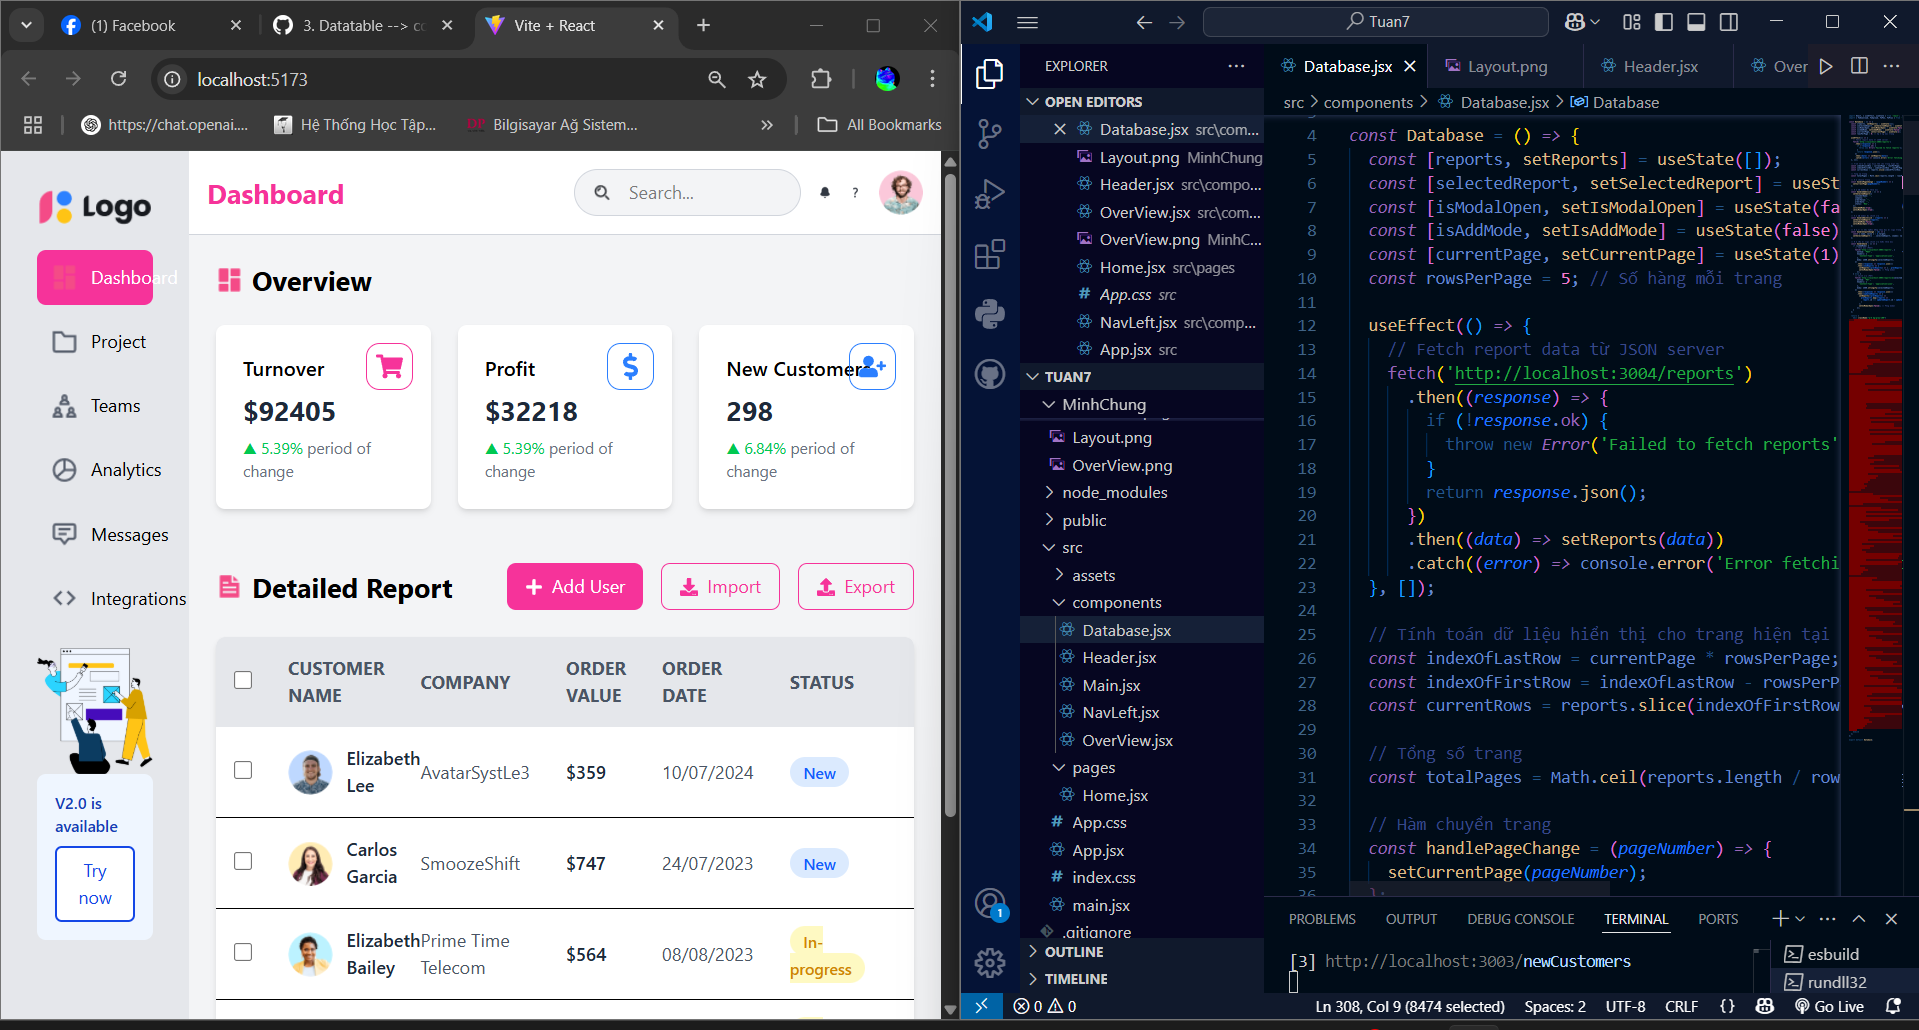 (1) Facebook
3. Datatable --> co
Vite + React
localhost:5173
https://chat.openai....
Hệ Thống Học Tập...
Bilgisayar Ağ Sistem...
»
All Bookmarks
Logo
Dashboard
Project
Teams
Analytics
Messages
Integrations
V2.0 is
available
Try
now
Dashboard
Search...
?
Overview
Turnover
$92405
▲ 5.39% period of
change
Profit
$32218
▲ 5.39% period of
change
New Customers
298
▲ 6.84% period of
change
Detailed Report
+ Add User
Import
Export
CUSTOMER
NAME
COMPANY
ORDER
VALUE
ORDER
DATE
STATUS
Elizabeth
Lee
AvatarSystLe3
$359
10/07/2024
New
Carlos
Garcia
SmoozeShift
$747
24/07/2023
New
Elizabeth
Bailey
Prime Time
Telecom
$564
08/08/2023
In-
progress
Tuan7
EXPLORER
OPEN EDITORS
Database.jsx src\com...
Layout.png MinhChung
Header.jsx src\compo...
OverView.jsx src\com...
OverView.png MinhC...
Home.jsx src\pages
# App.css src
NavLeft.jsx src\comp...
App.jsx src
TUAN7
MinhChung
Layout.png
OverView.png
node_modules
public
src
assets
components
Database.jsx
Header.jsx
Main.jsx
NavLeft.jsx
OverView.jsx
pages
Home.jsx
# App.css
App.jsx
# index.css
main.jsx
.gitignore
OUTLINE
TIMELINE
1
Database.jsx
Layout.png
Header.jsx
Over
src > components > Database.jsx > Database
4 const Database = () => {
5 const [reports, setReports] = useState([]);
6 const [selectedReport, setSelectedReport] = useSt
7 const [isModalOpen, setIsModalOpen] = useState(fa
8 const [isAddMode, setIsAddMode] = useState(false)
9 const [currentPage, setCurrentPage] = useState(1)
10 const rowsPerPage = 5; // Số hàng mỗi trang
11
12 useEffect(() => {
13 // Fetch report data từ JSON server
14 fetch('http://localhost:3004/reports')
15 .then((response) => {
16 if (!response.ok) {
17 throw new Error('Failed to fetch reports'
18 }
19 return response.json();
20 })
21 .then((data) => setReports(data))
22 .catch((error) => console.error('Error fetchi
23 }, []);
24
25 // Tính toán dữ liệu hiển thị cho trang hiện tại
26 const indexOfLastRow = currentPage * rowsPerPage;
27 const indexOfFirstRow = indexOfLastRow - rowsPerP
28 const currentRows = reports.slice(indexOfFirstRow
29
30 // Tổng số trang
31 const totalPages = Math.ceil(reports.length / row
32
33 // Hàm chuyển trang
34 const handlePageChange = (pageNumber) => {
35 setCurrentPage(pageNumber);
36 };
PROBLEMS OUTPUT DEBUG CONSOLE TERMINAL PORTS
[3] http://localhost:3003/newCustomers
esbuild
rundll32
0 0
Ln 308, Col 9 (8474 selected) Spaces: 2 UTF-8 CRLF {} Go Live